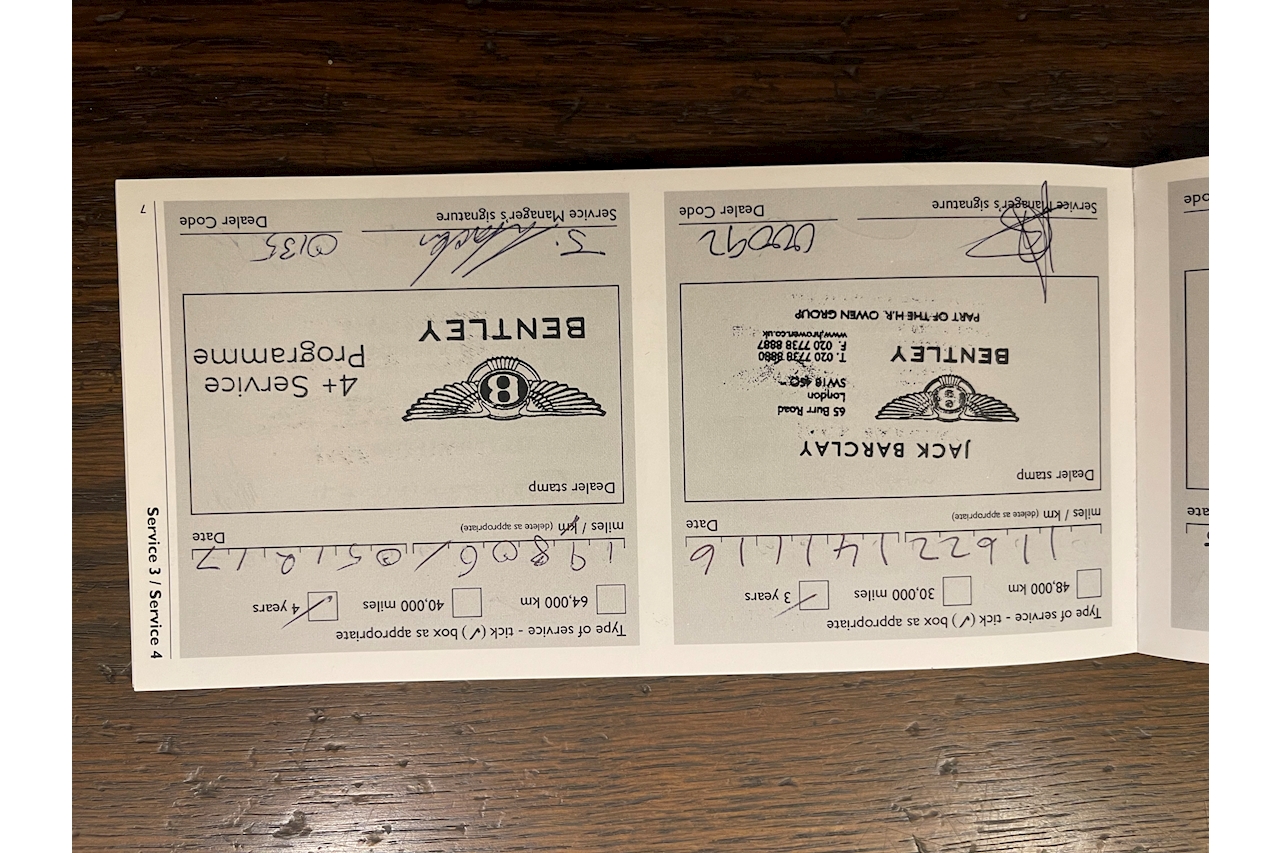 Service 3 / Service 4
Type of service - tick (✓) box as appropriate
48,000 km 30,000 miles 3 years ✓
11622 14 11 16
miles / km (delete as appropriate) Date
Dealer stamp
JACK BARCLAY
BENTLEY
65 Burr Road
London
SW18 4SQ
T. 020 7738 8880
F. 020 7738 8887
www.hrowen.co.uk
PART OF THE H.R. OWEN GROUP
00092
Service Manager's signature Dealer Code
Type of service - tick (✓) box as appropriate
64,000 km 40,000 miles 4 years ✓
19806 / 05 12 17
miles / km (delete as appropriate) Date
Dealer stamp
4+ Service
Programme
BENTLEY
0135
Service Manager's signature Dealer Code
7